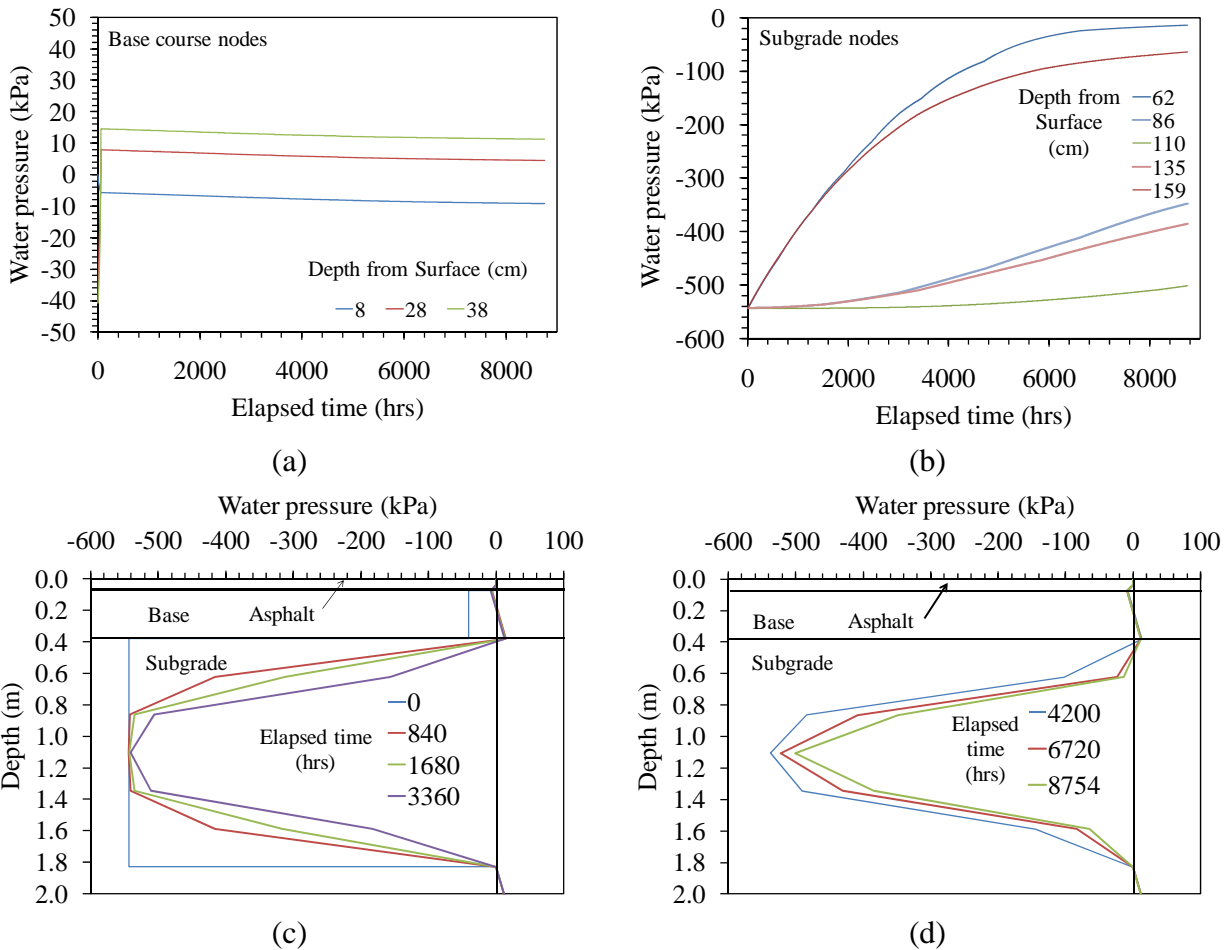 50
40
30
20
10
0
-10
-20
-30
-40
-50
Water pressure (kPa)
Base course nodes
Depth from Surface (cm)
8 28 38
0 2000 4000 6000 8000
Elapsed time (hrs)
(a)
0
-100
-200
-300
-400
-500
-600
Water pressure (kPa)
Subgrade nodes
Depth from
Surface
(cm)
62
86
110
135
159
0 2000 4000 6000 8000
Elapsed time (hrs)
(b)
Water pressure (kPa)
-600 -500 -400 -300 -200 -100 0 100
0.0
0.2
0.4
0.6
0.8
1.0
1.2
1.4
1.6
1.8
2.0
Depth (m)
Base
Asphalt
Subgrade
Elapsed time
(hrs)
0
840
1680
3360
(c)
Water pressure (kPa)
-600 -500 -400 -300 -200 -100 0 100
0.0
0.2
0.4
0.6
0.8
1.0
1.2
1.4
1.6
1.8
2.0
Depth (m)
Base
Asphalt
Subgrade
Elapsed
time
(hrs)
4200
6720
8754
(d)